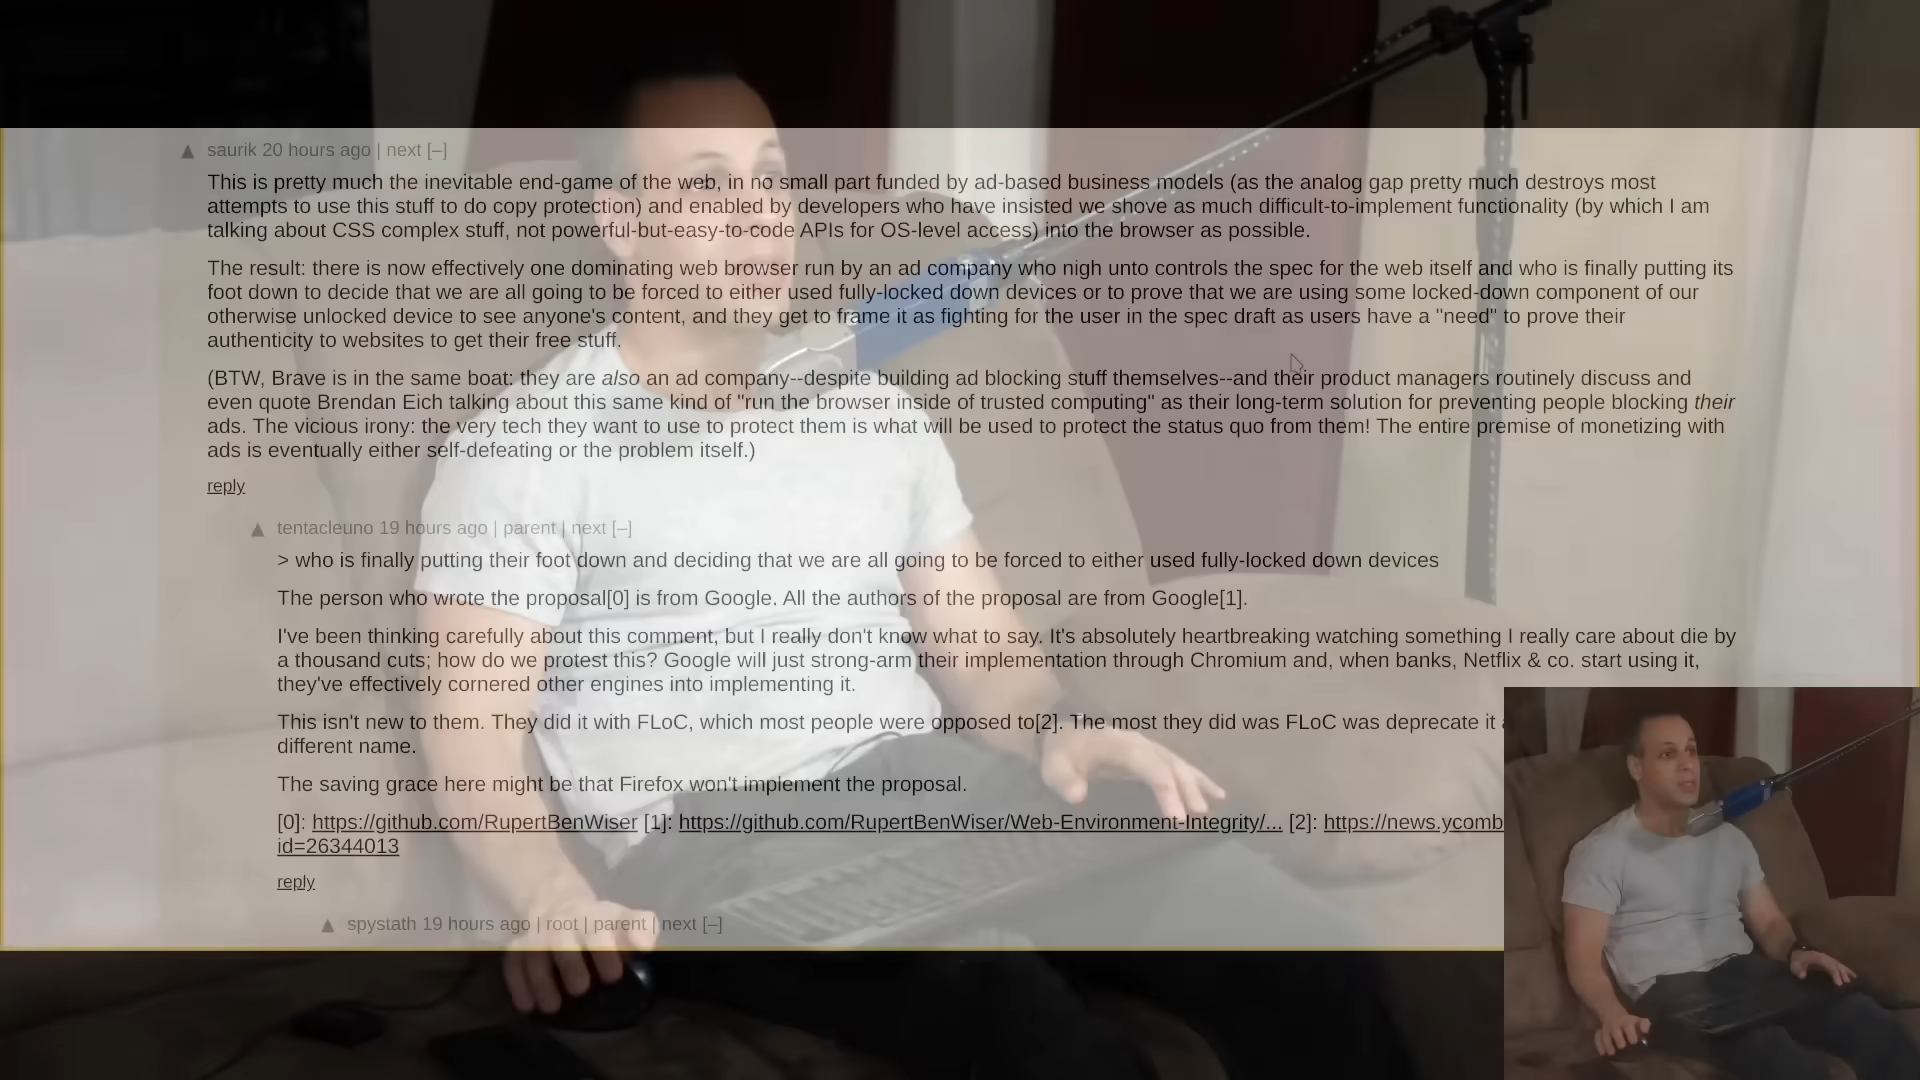 ▲ saurik 20 hours ago | next [–]
This is pretty much the inevitable end-game of the web, in no small part funded by ad-based business models (as the analog gap pretty much destroys most
attempts to use this stuff to do copy protection) and enabled by developers who have insisted we shove as much difficult-to-implement functionality (by which I am
talking about CSS complex stuff, not powerful-but-easy-to-code APIs for OS-level access) into the browser as possible.
The result: there is now effectively one dominating web browser run by an ad company who nigh unto controls the spec for the web itself and who is finally putting its
foot down to decide that we are all going to be forced to either used fully-locked down devices or to prove that we are using some locked-down component of our
otherwise unlocked device to see anyone's content, and they get to frame it as fighting for the user in the spec draft as users have a "need" to prove their
authenticity to websites to get their free stuff.
(BTW, Brave is in the same boat: they are also an ad company--despite building ad blocking stuff themselves--and their product managers routinely discuss and
even quote Brendan Eich talking about this same kind of "run the browser inside of trusted computing" as their long-term solution for preventing people blocking their
ads. The vicious irony: the very tech they want to use to protect them is what will be used to protect the status quo from them! The entire premise of monetizing with
ads is eventually either self-defeating or the problem itself.)
reply
▲ tentacleuno 19 hours ago | parent | next [–]
> who is finally putting their foot down and deciding that we are all going to be forced to either used fully-locked down devices
The person who wrote the proposal[0] is from Google. All the authors of the proposal are from Google[1].
I've been thinking carefully about this comment, but I really don't know what to say. It's absolutely heartbreaking watching something I really care about die by
a thousand cuts; how do we protest this? Google will just strong-arm their implementation through Chromium and, when banks, Netflix & co. start using it,
they've effectively cornered other engines into implementing it.
This isn't new to them. They did it with FLoC, which most people were opposed to[2]. The most they did was FLoC was deprecate it
different name.
The saving grace here might be that Firefox won't implement the proposal.
[0]: https://github.com/RupertBenWiser [1]: https://github.com/RupertBenWiser/Web-Environment-Integrity/... [2]: https://news.ycomb
id=26344013
reply
▲ spystath 19 hours ago | root | parent | next [–]